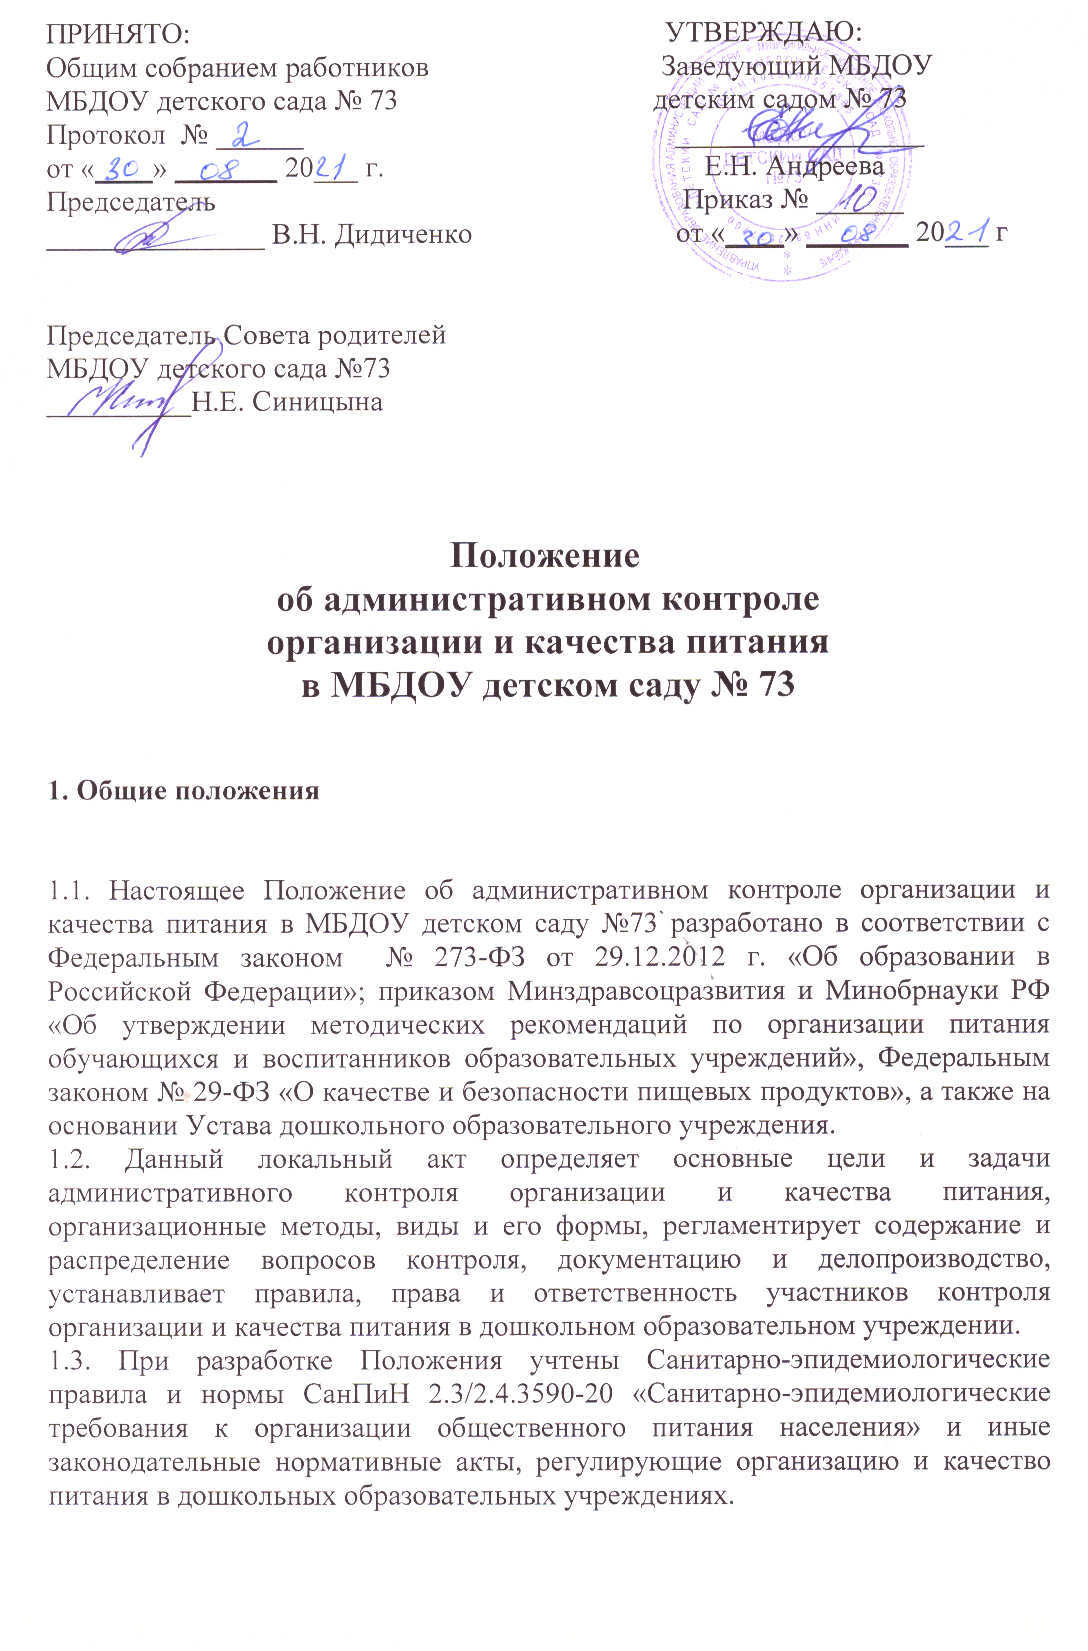 ПРИНЯТО:
Общим собранием работников
МБДОУ детского сада № 73
Протокол № 2
от «30» 08 2021 г.
Председатель
В.Н. Дидиченко
УТВЕРЖДАЮ:
Заведующий МБДОУ
детским садом № 73
Е.Н. Андреева
Приказ № 10
от «30» 08 2021 г
ДЕТСКИЙ САД
№73
Председатель Совета родителей
МБДОУ детского сада №73
Н.Е. Синицына
Положение
об административном контроле
организации и качества питания
в МБДОУ детском саду № 73
1. Общие положения
1.1. Настоящее Положение об административном контроле организации и
качества питания в МБДОУ детском саду №73 разработано в соответствии с
Федеральным законом № 273-ФЗ от 29.12.2012 г. «Об образовании в
Российской Федерации»; приказом Минздравсоцразвития и Минобрнауки РФ
«Об утверждении методических рекомендаций по организации питания
обучающихся и воспитанников образовательных учреждений», Федеральным
законом № 29-ФЗ «О качестве и безопасности пищевых продуктов», а также на
основании Устава дошкольного образовательного учреждения.
1.2. Данный локальный акт определяет основные цели и задачи
административного контроля организации и качества питания,
организационные методы, виды и его формы, регламентирует содержание и
распределение вопросов контроля, документацию и делопроизводство,
устанавливает правила, права и ответственность участников контроля
организации и качества питания в дошкольном образовательном учреждении.
1.3. При разработке Положения учтены Санитарно-эпидемиологические
правила и нормы СанПиН 2.3/2.4.3590-20 «Санитарно-эпидемиологические
требования к организации общественного питания населения» и иные
законодательные нормативные акты, регулирующие организацию и качество
питания в дошкольных образовательных учреждениях.